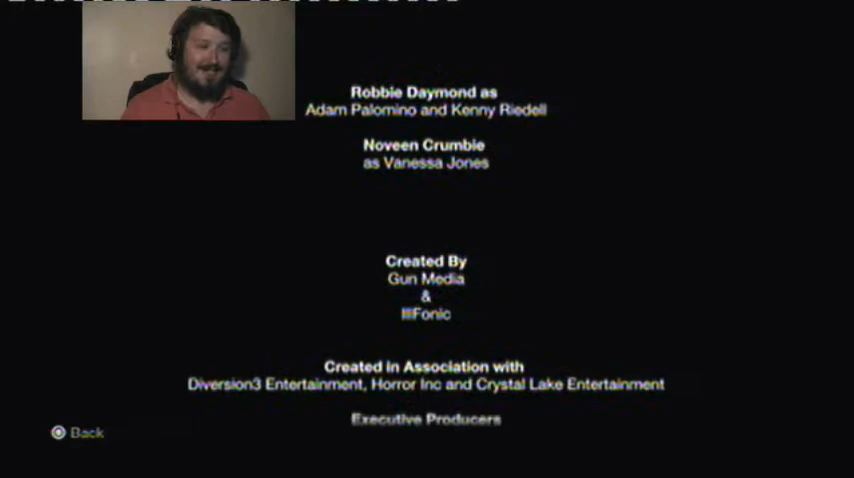 Robbie Daymond as
Adam Palomino and Kenny Riedell
Noveen Crumbie
as Vanessa Jones
Created By
Gun Media
&
IllFonic
Created in Association with
Diversion3 Entertainment, Horror Inc and Crystal Lake Entertainment
Executive Producers
Back